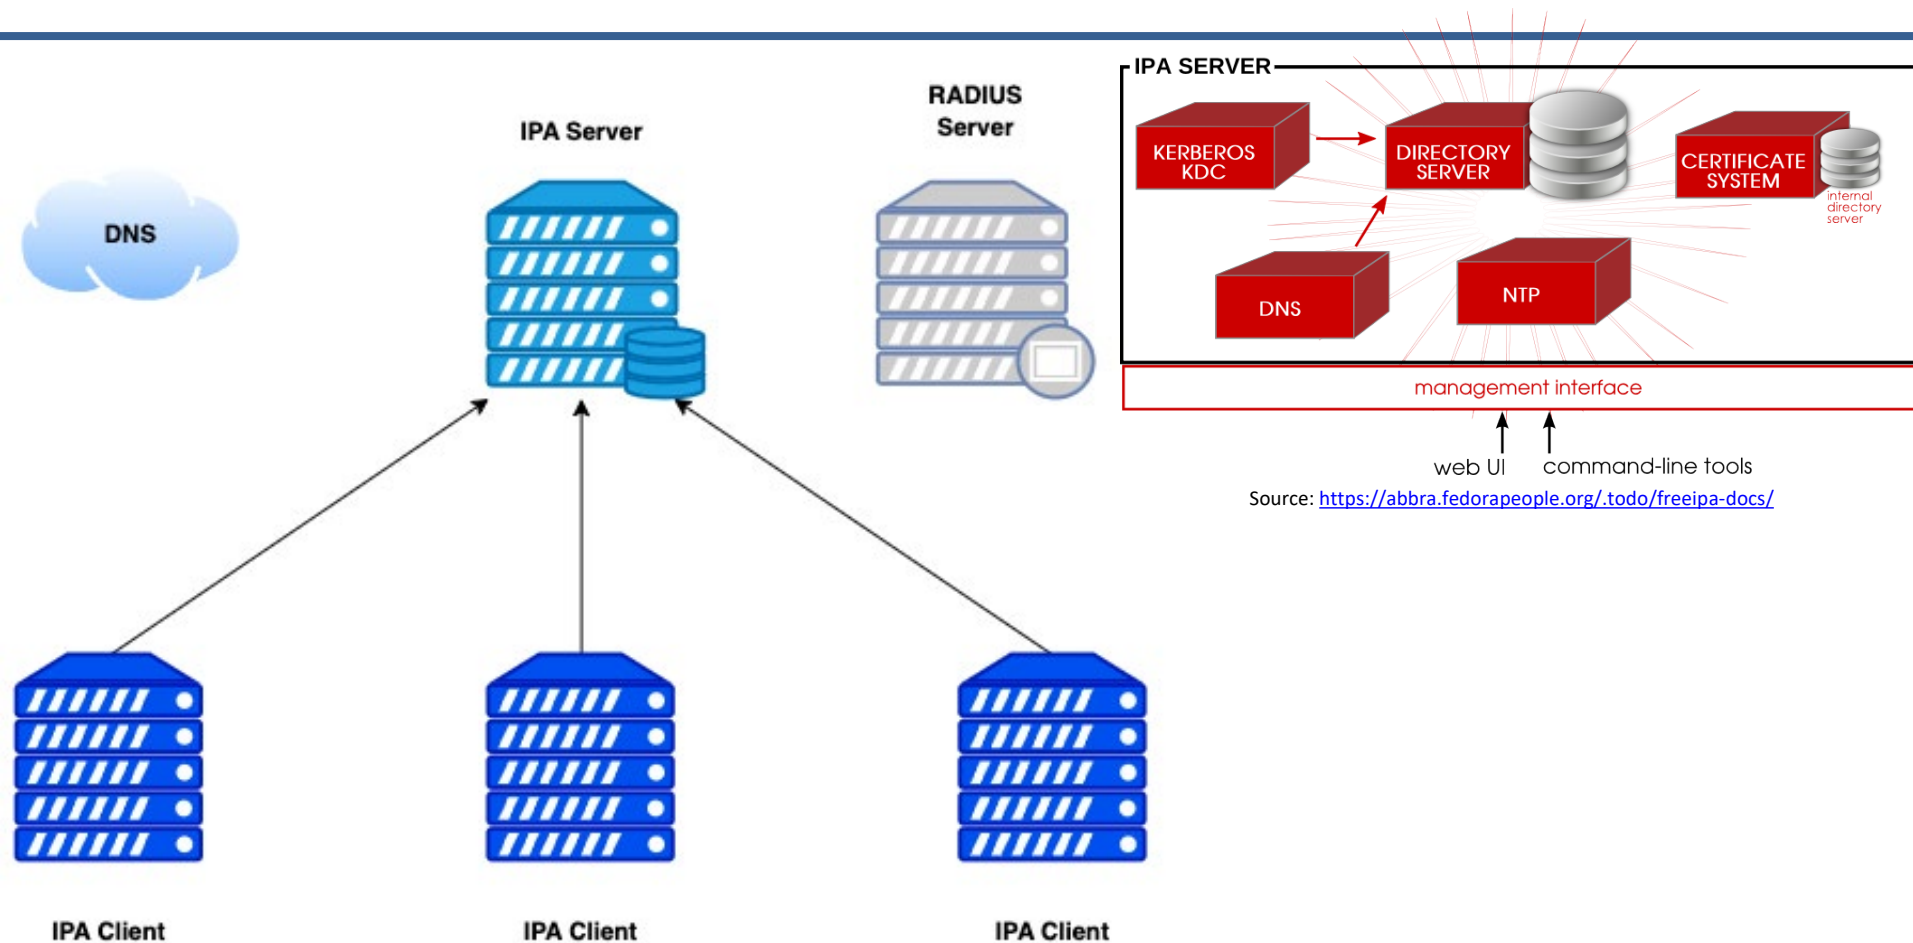 IPA Server
RADIUS
Server
DNS
IPA Client
IPA Client
IPA Client
IPA SERVER
KERBEROS
KDC
DIRECTORY
SERVER
CERTIFICATE
SYSTEM
internal
directory
server
DNS
NTP
management interface
web UI
command-line tools
Source: https://abbra.fedorapeople.org/.todo/freeipa-docs/